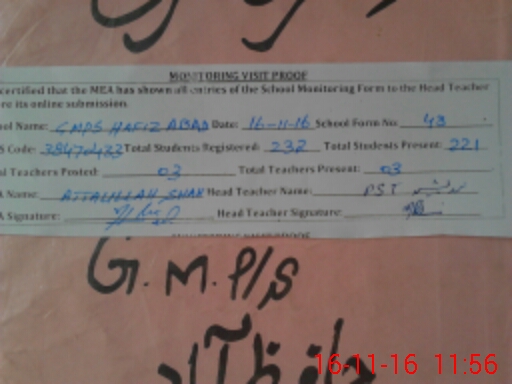 MONITORING VISIT PROOF
certified that the MEA has shown all entries of the School Monitoring Form to the Head Teacher
its online submission.
Name: GMPS HAFIZ ABAD Date: 16-11-16 School Form No: 43
Code: Total Students Registered: 232 Total Students Present: 221
Teachers Posted: 03 Total Teachers Present: 03
Name: ATTAULLAH SHAH Head Teacher Name: PST
Signature: Head Teacher Signature:
G.M.P/S
حافظ آباد
16-11-16 11:56